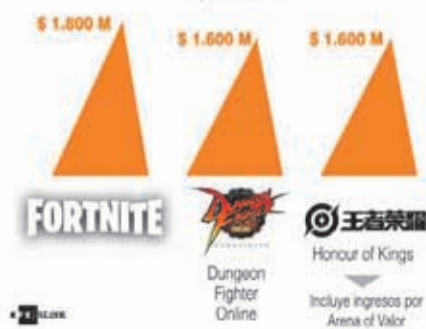 $ 1.800 M
$ 1.600 M
$ 1.600 M
FORTNITE
Dungeon
Fighter
Online
王者荣耀
Honour of Kings
Incluye ingresos por
Arena of Valor